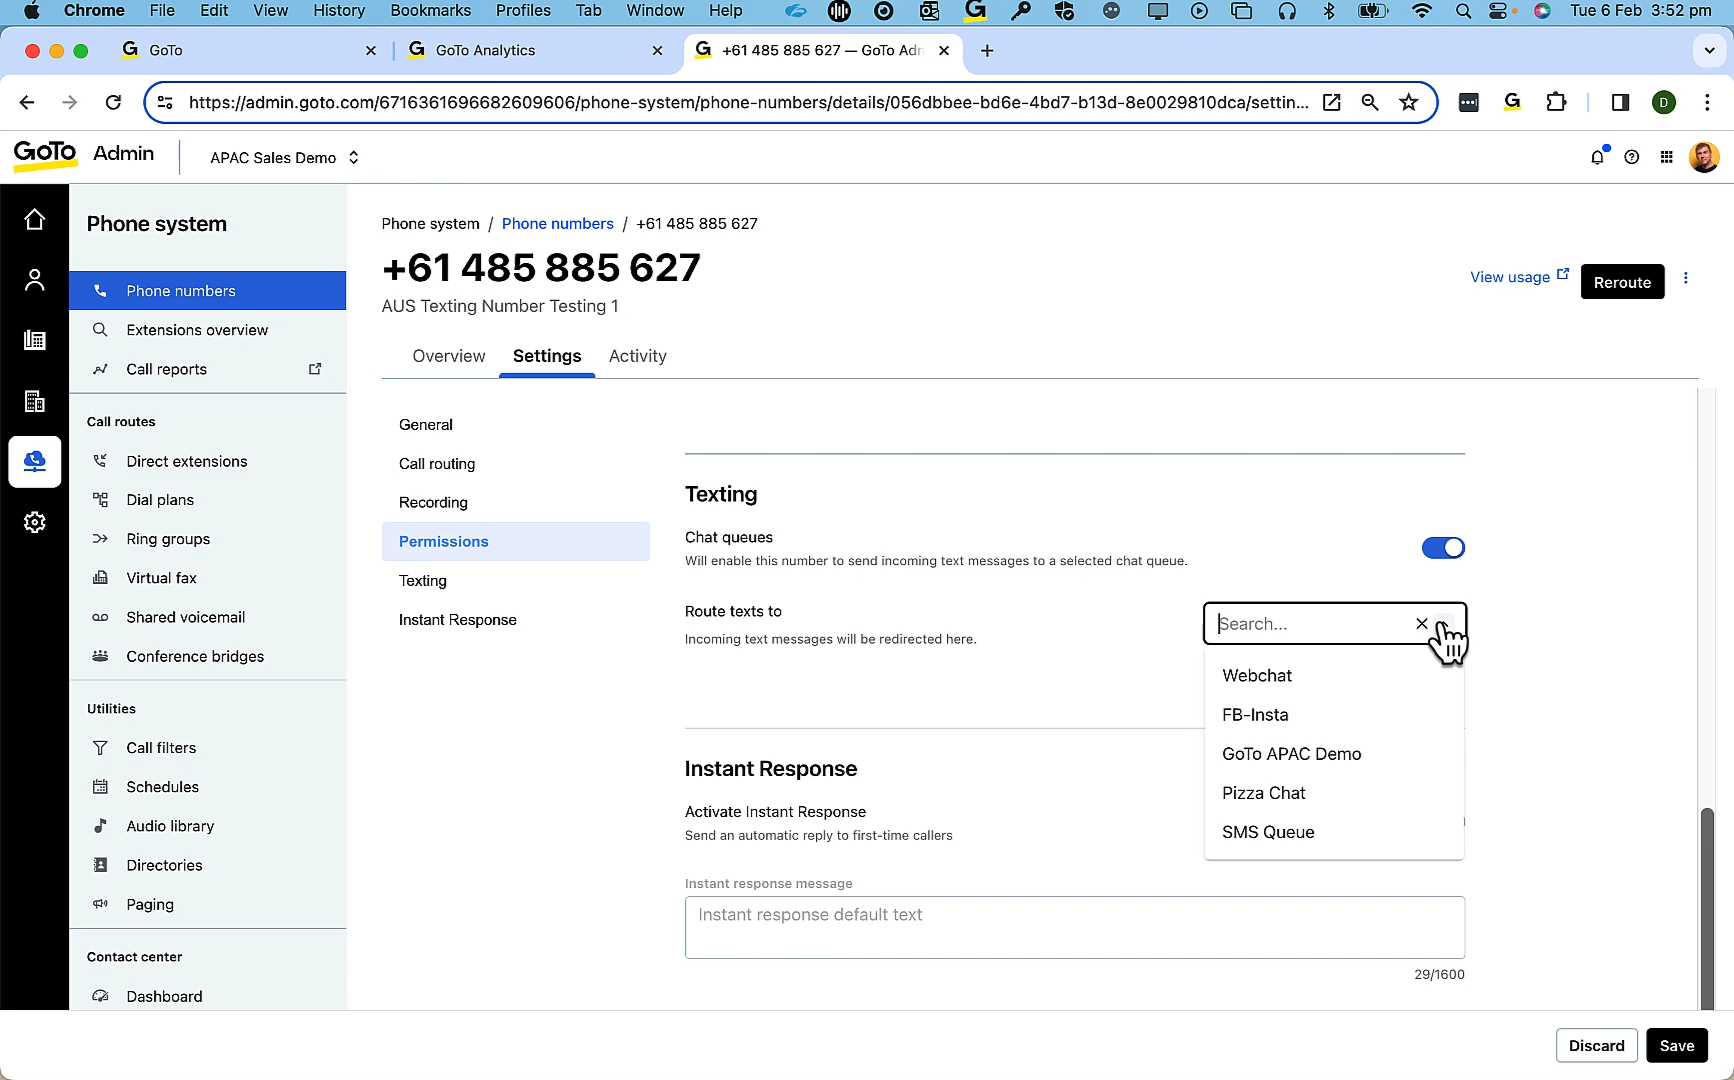 Chrome File Edit View History Bookmarks Profiles Tab Window Help Tue 6 Feb 3:52 pm
GoTo
GoTo Analytics
+61 485 885 627 — GoTo Adm
https://admin.goto.com/6716361696682609606/phone-system/phone-numbers/details/056dbbee-bd6e-4bd7-b13d-8e0029810dca/settin...
D
GoTo Admin
APAC Sales Demo
Phone system
Phone numbers
Extensions overview
Call reports
Call routes
Direct extensions
Dial plans
Ring groups
Virtual fax
Shared voicemail
Conference bridges
Utilities
Call filters
Schedules
Audio library
Directories
Paging
Contact center
Dashboard
Phone system / Phone numbers / +61 485 885 627
+61 485 885 627
AUS Texting Number Testing 1
View usage
Reroute
Overview Settings Activity
General
Call routing
Recording
Permissions
Texting
Instant Response
Texting
Chat queues
Will enable this number to send incoming text messages to a selected chat queue.
Route texts to
Incoming text messages will be redirected here.
Search...
Webchat
FB-Insta
GoTo APAC Demo
Pizza Chat
SMS Queue
Instant Response
Activate Instant Response
Send an automatic reply to first-time callers
Instant response message
Instant response default text
29/1600
Discard
Save